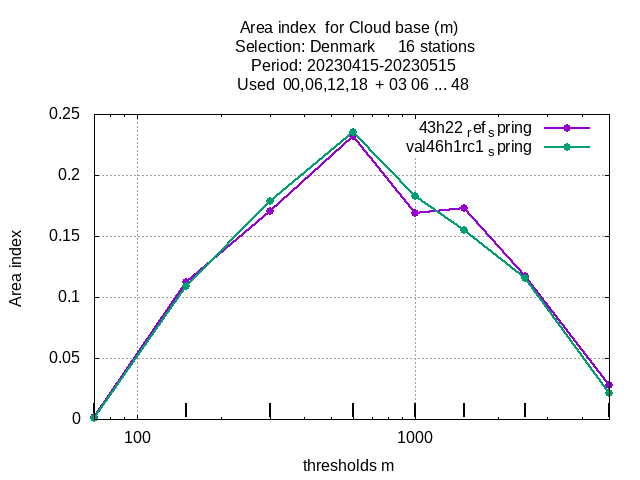 Area index for Cloud base (m)
Selection: Denmark 16 stations
Period: 20230415-20230515
Used 00,06,12,18 + 03 06 ... 48
43h22 ref spring
val46h1rc1 spring
0.25
0.2
0.15
0.1
0.05
0
Area index
100
1000
thresholds m